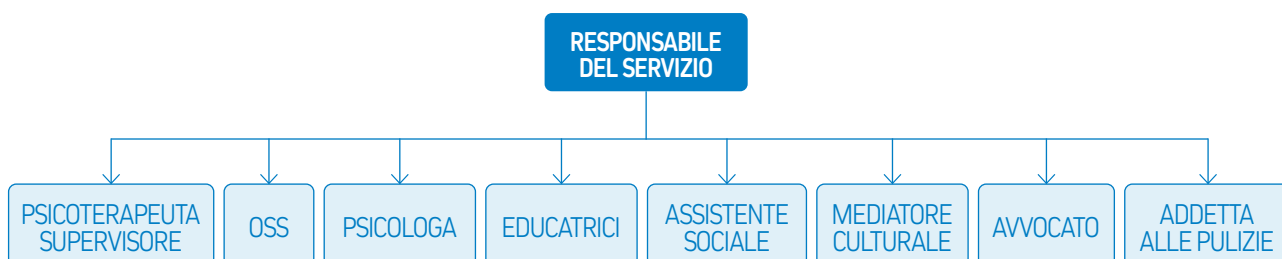 RESPONSABILE
DEL SERVIZIO
PSICOTERAPEUTA
SUPERVISORE
OSS
PSICOLOGA
EDUCATRICI
ASSISTENTE
SOCIALE
MEDIATORE
CULTURALE
AVVOCATO
ADDETTA
ALLE PULIZIE